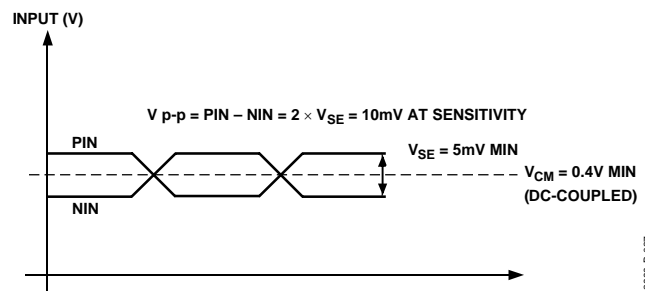 INPUT (V)
V p-p = PIN – NIN = 2 × VSE = 10mV AT SENSITIVITY
PIN
VSE = 5mV MIN
VCM = 0.4V MIN
(DC-COUPLED)
NIN